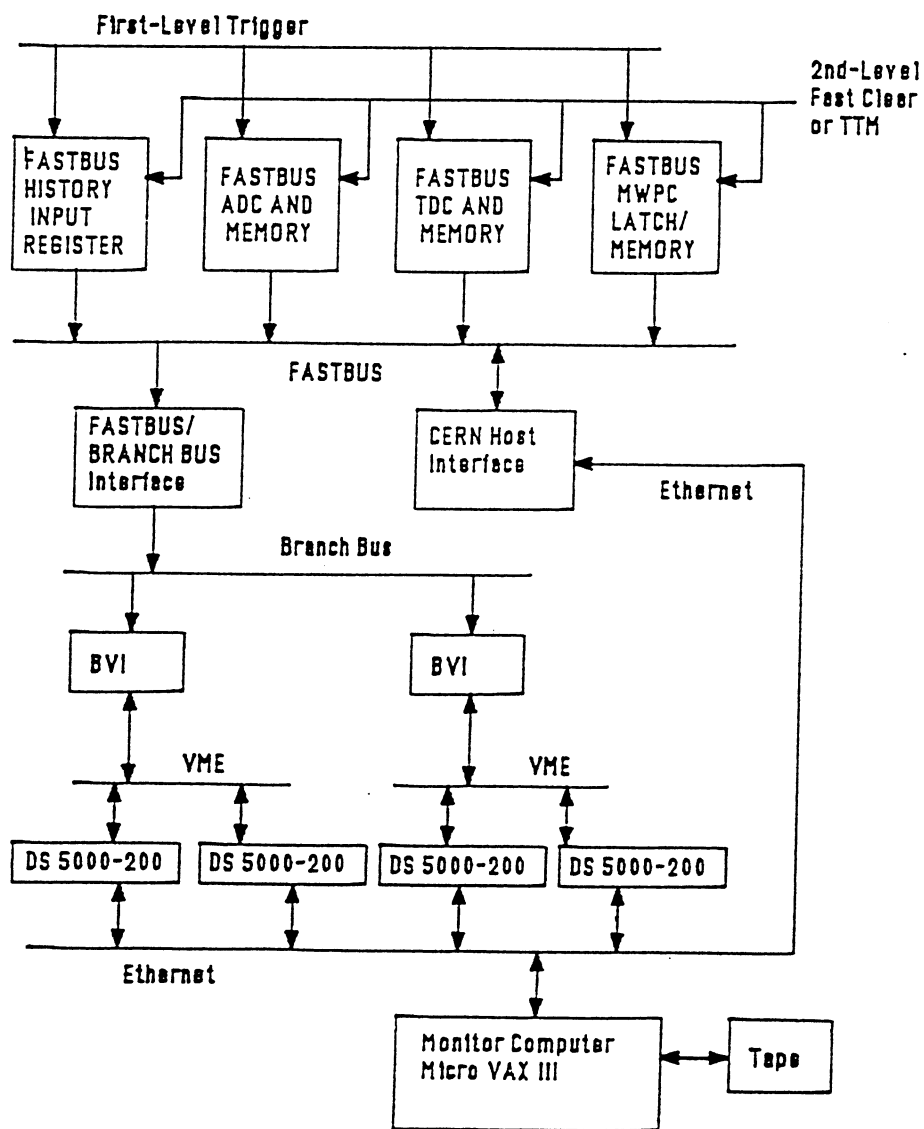 First-Level Trigger
2nd-Level
Fast Clear
or TTM
FASTBUS
HISTORY
INPUT
REGISTER
FASTBUS
ADC AND
MEMORY
FASTBUS
TDC AND
MEMORY
FASTBUS
MWPC
LATCH/
MEMORY
FASTBUS
FASTBUS/
BRANCH BUS
Interface
CERN Host
Interface
Ethernet
Branch Bus
BVI
BVI
VME
VME
DS 5000-200
DS 5000-200
DS 5000-200
DS 5000-200
Ethernet
Monitor Computer
Micro VAX III
Tape